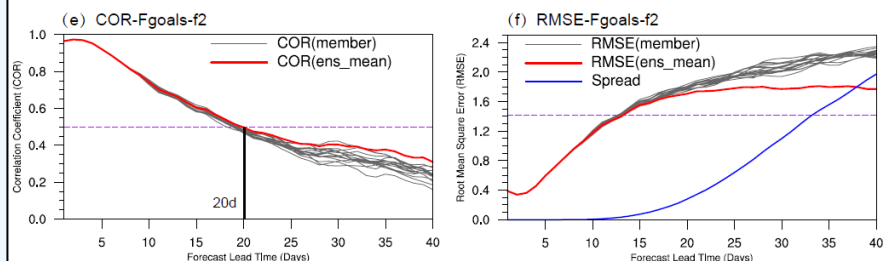 (e) COR-Fgoals-f2
Correlation Coefficient (COR)
1.0
0.8
0.6
0.4
0.2
0.0
COR(member)
COR(ens_mean)
20d
5 10 15 20 25 30 35 40
Forecast Lead TIme (Days)
(f) RMSE-Fgoals-f2
Root Mean Square Error (RMSE)
2.4
2.0
1.6
1.2
0.8
0.4
0.0
RMSE(member)
RMSE(ens_mean)
Spread
5 10 15 20 25 30 35 40
Forecast Lead TIme (Days)